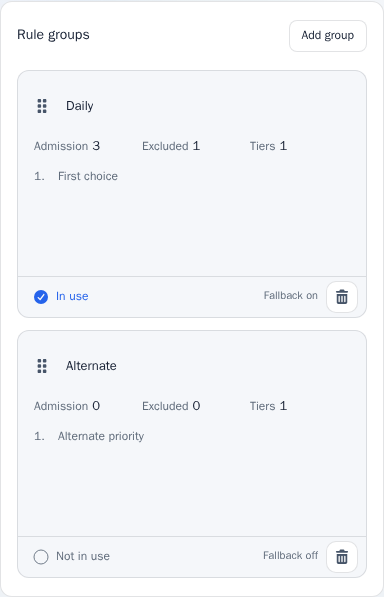 Rule groups
Add group
Daily
Admission 3 Excluded 1 Tiers 1
1. First choice
In use Fallback on
Alternate
Admission 0 Excluded 0 Tiers 1
1. Alternate priority
Not in use Fallback off